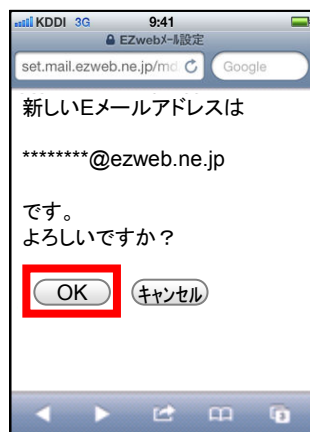 KDDI 3G 9:41
EZwebメール設定
set.mail.ezweb.ne.jp/md
Google
新しいEメールアドレスは
********@ezweb.ne.jp
です。
よろしいですか？
OK
キャンセル